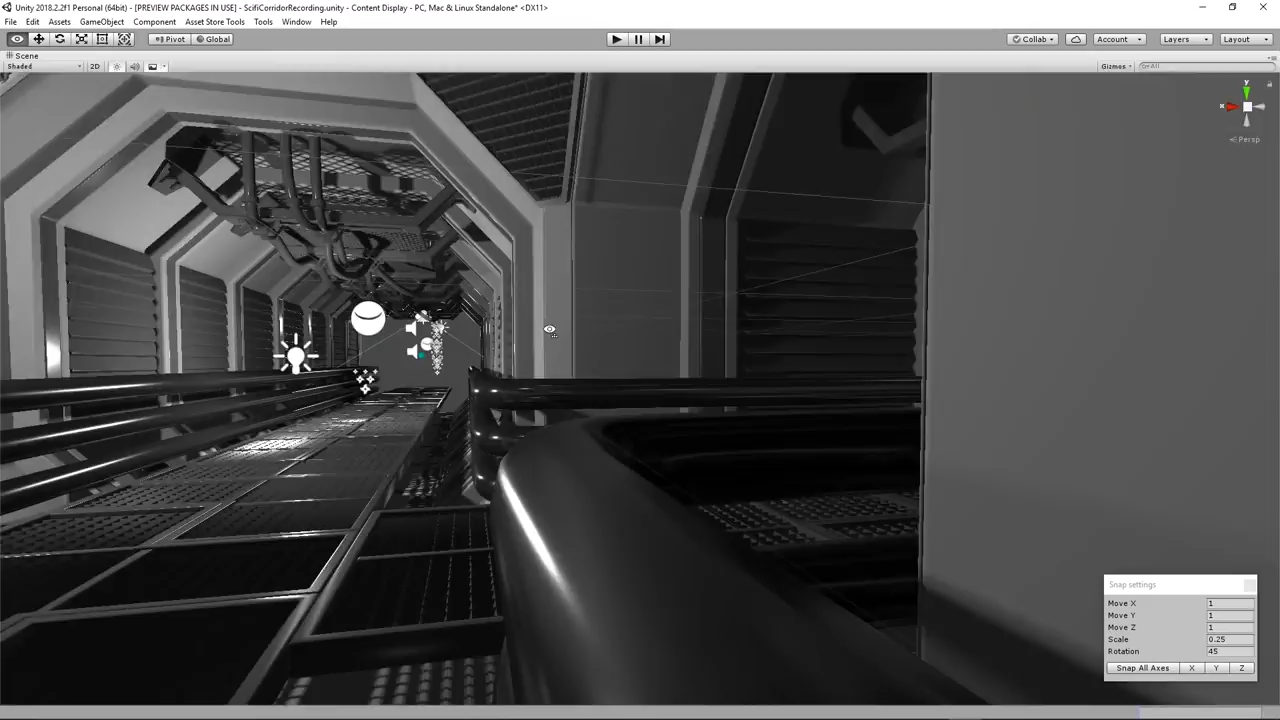 Unity 2018.2.2f1 Personal (64bit) - [PREVIEW PACKAGES IN USE] - ScifiCorridorRecording.unity - Content Display - PC, Mac & Linux Standalone* <DX11>
File Edit Assets GameObject Component Asset Store Tools Tools Window Help
Pivot Global Collab Account Layers Layout
Scene
Shaded 2D Gizmos All
y
x
Persp
Snap settings
Move X 1
Move Y 1
Move Z 1
Scale 0.25
Rotation 45
Snap All Axes X Y Z